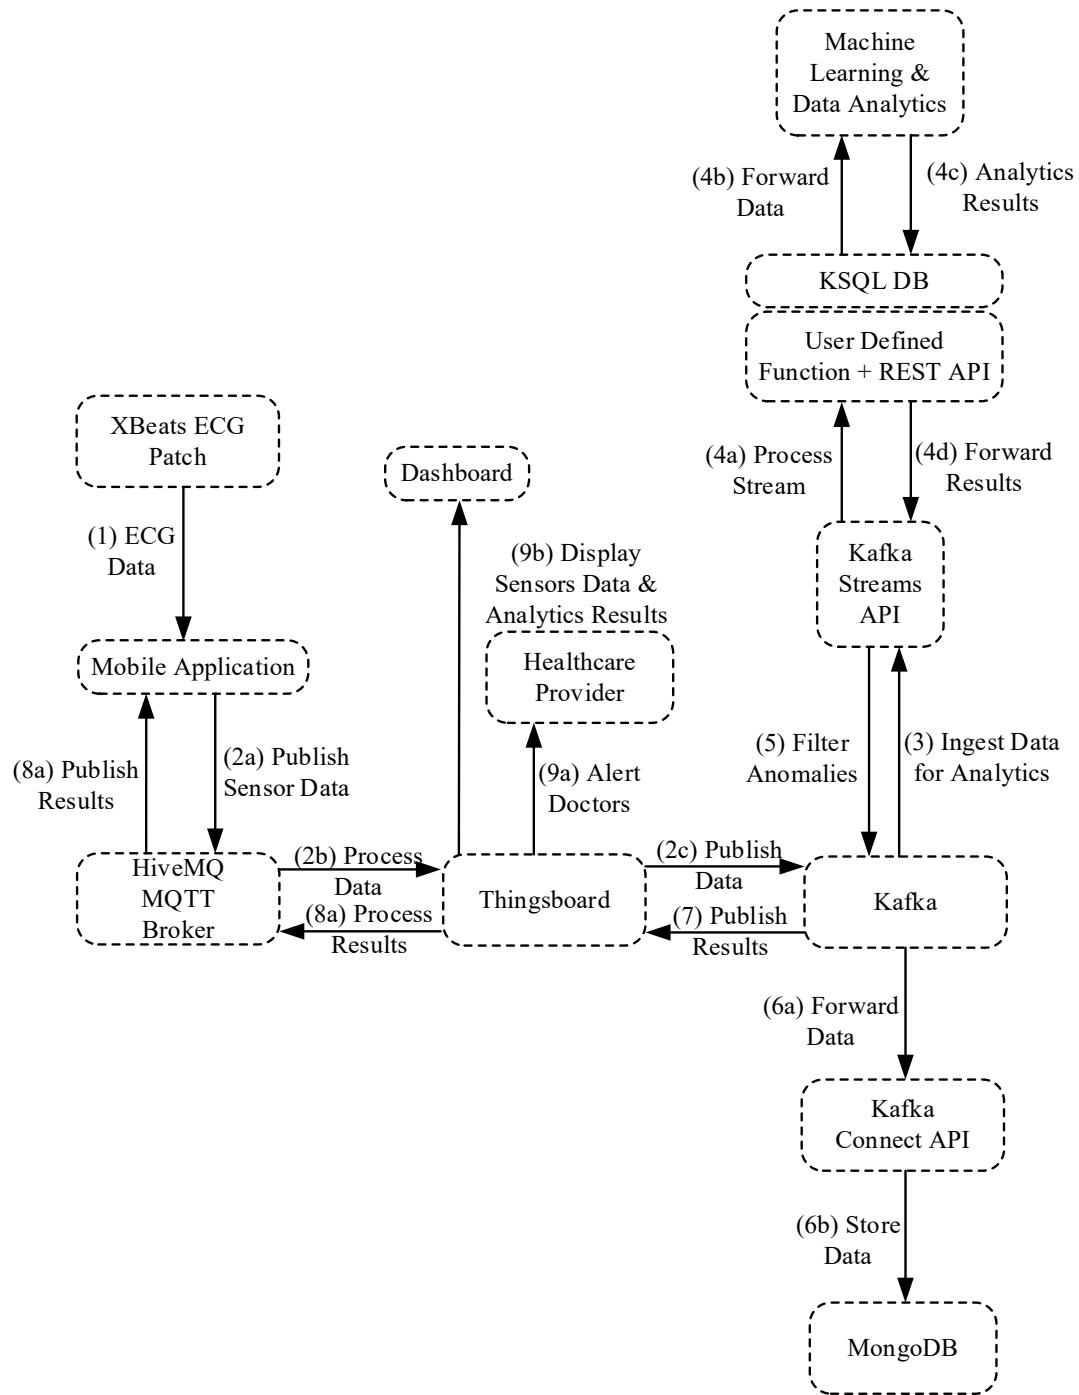 Machine
Learning &
Data Analytics
(4b) Forward
Data
(4c) Analytics
Results
KSQL DB
User Defined
Function + REST API
(4a) Process
Stream
(4d) Forward
Results
XBeats ECG
Patch
Dashboard
(1) ECG
Data
(9b) Display
Sensors Data &
Analytics Results
Kafka
Streams
API
Mobile Application
Healthcare
Provider
(8a) Publish
Results
(2a) Publish
Sensor Data
(9a) Alert
Doctors
(5) Filter
Anomalies
(3) Ingest Data
for Analytics
HiveMQ
MQTT
Broker
(2b) Process
Data
(8a) Process
Results
Thingsboard
(2c) Publish
Data
(7) Publish
Results
Kafka
(6a) Forward
Data
Kafka
Connect API
(6b) Store
Data
MongoDB